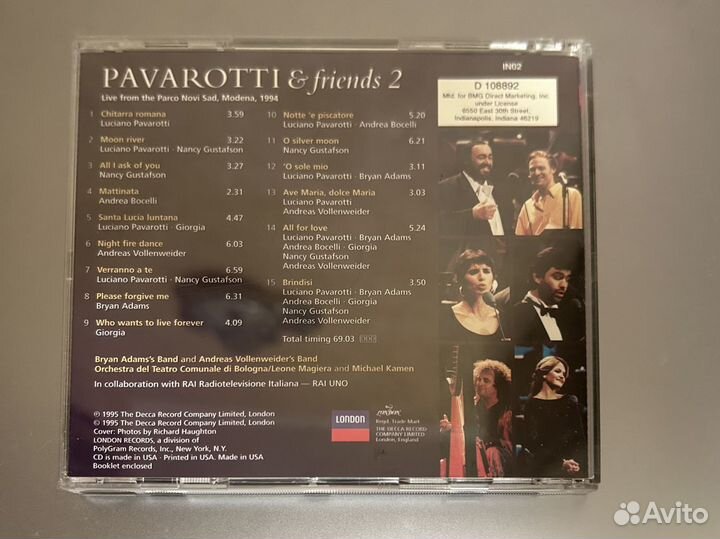 PAVAROTTI & friends 2
Live from the Parco Novi Sad, Modena, 1994
IN02
D 108892
Mfd. for BMG Direct Marketing, Inc.
under License
6550 East 30th Street,
Indianapolis, Indiana 46219
1 Chitarra romana 3.59
Luciano Pavarotti
2 Moon river 3.22
Luciano Pavarotti · Nancy Gustafson
3 All I ask of you 3.27
Nancy Gustafson
4 Mattinata 2.31
Andrea Bocelli
5 Santa Lucia luntana 4.47
Luciano Pavarotti · Giorgia
6 Night fire dance 6.03
Andreas Vollenweider
7 Verranno a te 6.59
Luciano Pavarotti · Nancy Gustafson
8 Please forgive me 6.31
Bryan Adams
9 Who wants to live forever 4.09
Giorgia
10 Notte 'e piscatore 5.20
Luciano Pavarotti · Andrea Bocelli
11 O silver moon 6.21
Nancy Gustafson
12 'O sole mio 3.11
Luciano Pavarotti · Bryan Adams
13 Ave Maria, dolce Maria 3.03
Luciano Pavarotti
Andreas Vollenweider
14 All for love 5.24
Luciano Pavarotti · Bryan Adams
Andrea Bocelli · Giorgia
Nancy Gustafson
Andreas Vollenweider
15 Brindisi 3.50
Luciano Pavarotti · Bryan Adams
Andrea Bocelli · Giorgia
Nancy Gustafson
Andreas Vollenweider
Total timing 69.03 DDD
Bryan Adams's Band and Andreas Vollenweider's Band
Orchestra del Teatro Comunale di Bologna/Leone Magiera and Michael Kamen
In collaboration with RAI Radiotelevisione Italiana — RAI UNO
℗ 1995 The Decca Record Company Limited, London
© 1995 The Decca Record Company Limited, London
Cover: Photos by Richard Haughton
LONDON RECORDS, a division of
PolyGram Records, Inc., New York, N.Y.
CD is made in USA · Printed in USA. Made in USA
Booklet enclosed
LONDON
London
Regd. Trade Mark
THE DECCA RECORD
COMPANY LIMITED
London, England
Avito